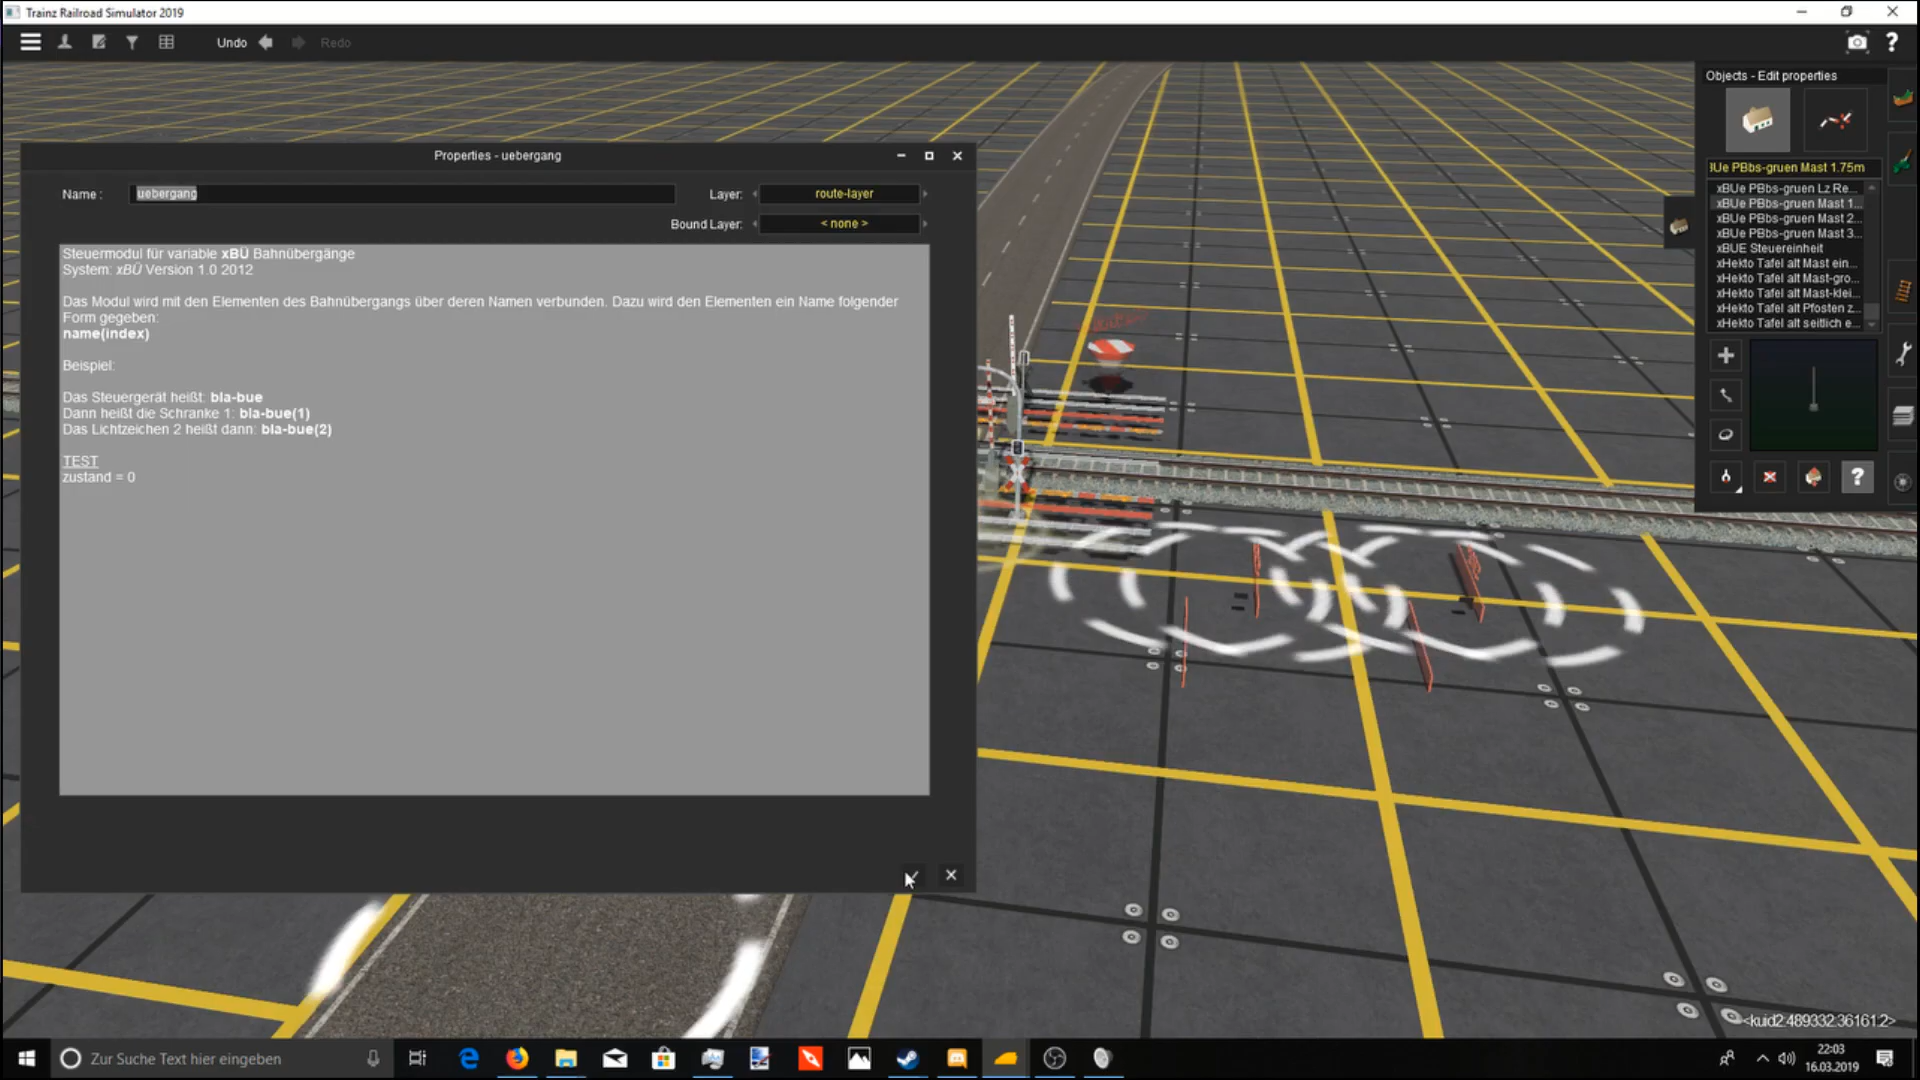 Trainz Railroad Simulator 2019
Undo
Redo
Objects - Edit properties
Properties - uebergang
Name :
uebergang
Layer:
route-layer
Bound Layer:
< none >
Steuermodul für variable xBÜ Bahnübergänge
System: xBÜ Version 1.0 2012
Das Modul wird mit den Elementen des Bahnübergangs über deren Namen verbunden. Dazu wird den Elementen ein Name folgender
Form gegeben:
name(index)
Beispiel:
Das Steuergerät heißt: bla-bue
Dann heißt die Schranke 1: bla-bue(1)
Das Lichtzeichen 2 heißt dann: bla-bue(2)
TEST
zustand = 0
Ue PBbs-gruen Mast 1.75m
xBUe PBbs-gruen Lz Re...
xBUe PBbs-gruen Mast 1...
xBUe PBbs-gruen Mast 2...
xBUe PBbs-gruen Mast 3...
xBUE Steuereinheit
xHekto Tafel alt Mast ein...
xHekto Tafel alt Mast-gro...
xHekto Tafel alt Mast-klei...
xHekto Tafel alt Pfosten z...
xHekto Tafel alt seitlich e...
?
<kuid2:489332:36161:2>
Zur Suche Text hier eingeben
22:03
16.03.2019